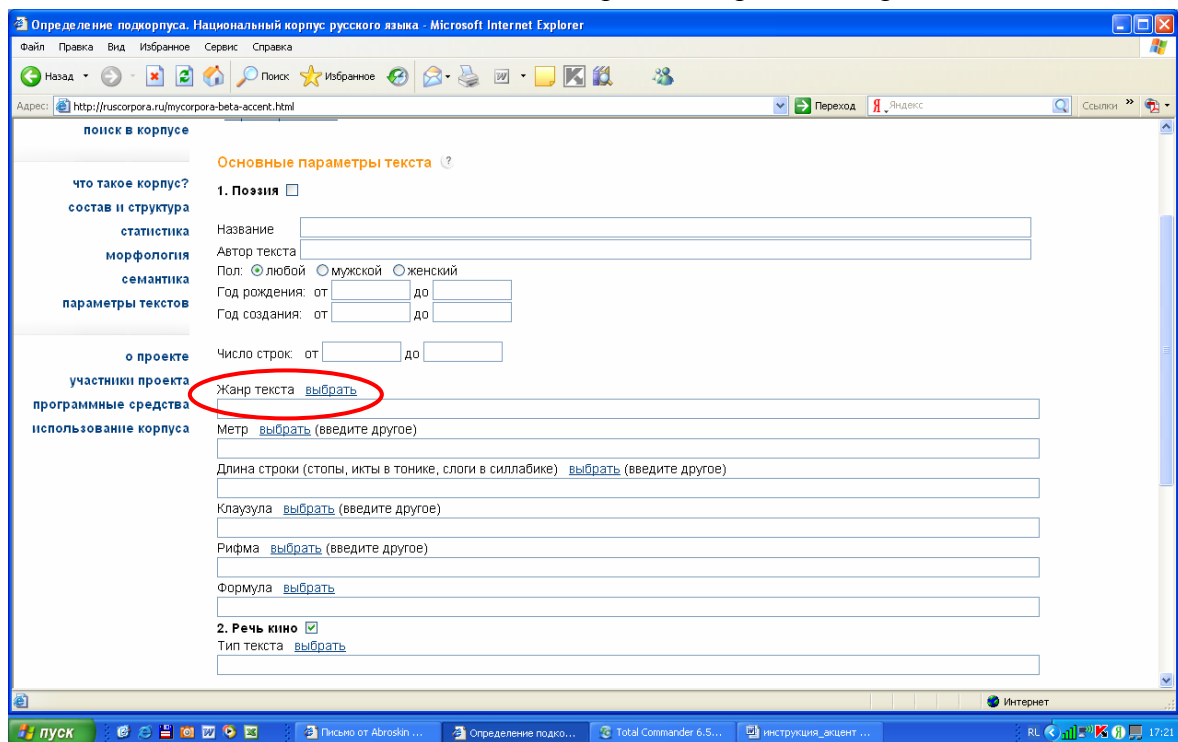 Определение подкорпуса. Национальный корпус русского языка - Microsoft Internet Explorer
Файл Правка Вид Избранное Сервис Справка
Назад Поиск Избранное
Адрес: http://ruscorpora.ru/mycorpora-beta-accent.html Переход Яндекс Ссылки »
поиск в корпусе
что такое корпус?
состав и структура
статистика
морфология
семантика
параметры текстов
о проекте
участники проекта
программные средства
использование корпуса
Основные параметры текста ?
1. Поэзия
Название
Автор текста
Пол: любой мужской женский
Год рождения: от до
Год создания: от до
Число строк: от до
Жанр текста выбрать
Метр выбрать (введите другое)
Длина строки (стопы, икты в тонике, слоги в силлабике) выбрать (введите другое)
Клаузула выбрать (введите другое)
Рифма выбрать (введите другое)
Формула выбрать
2. Речь кино
Тип текста выбрать
Интернет
пуск Письмо от Abroskin ... Определение подко... Total Commander 6.5... инструкция_акцент ... RL 17:21